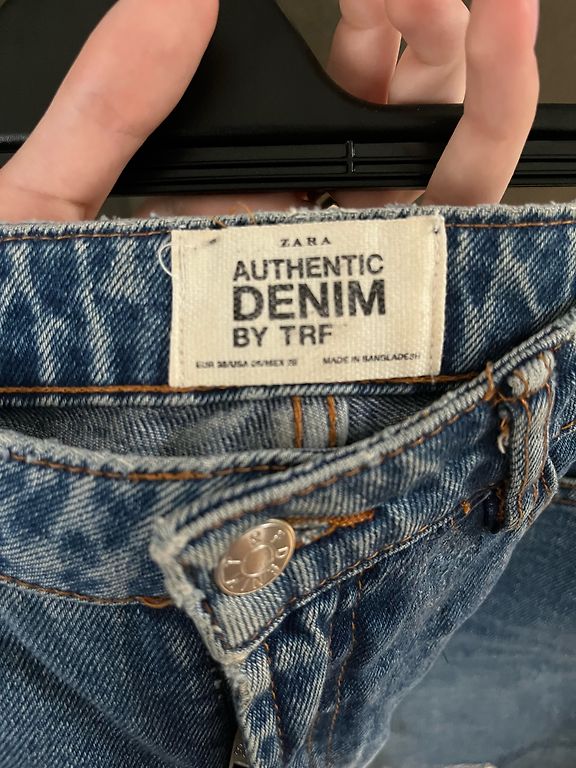 ZARA
AUTHENTIC
DENIM
BY TRF
EUR 38/USA 06/MEX 28 MADE IN BANGLADESH